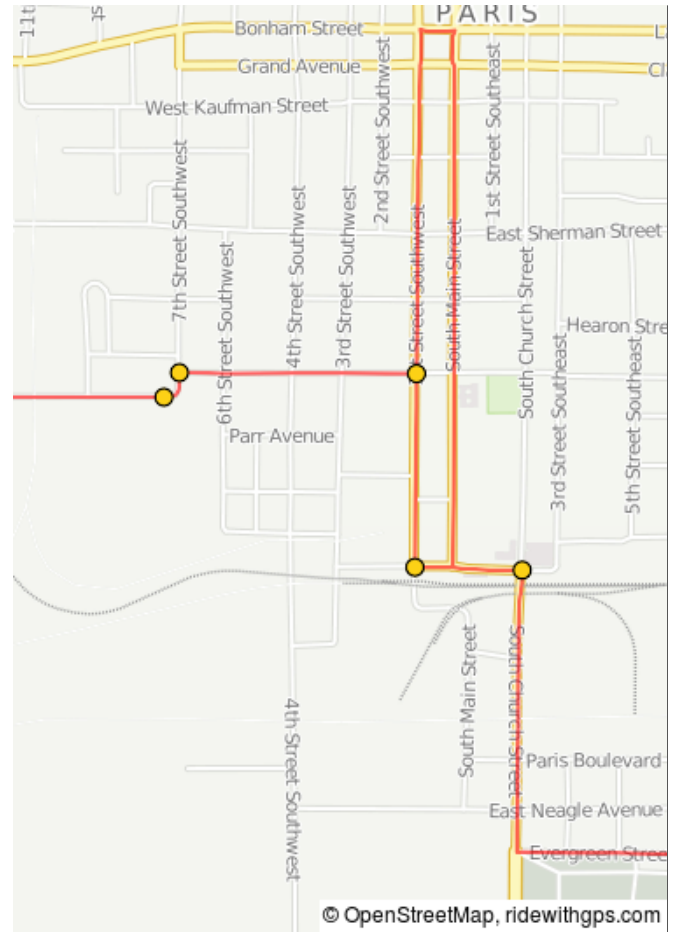 PARIS
11t
Bonham Street
La
Grand Avenue
Cl
West Kaufman Street
2nd Street Southwest
1st Street Southeast
7th Street Southwest
4th Street Southwest
3rd Street Southwest
t Street Southwest
South Main Street
East Sherman Street
6th Street Southwest
South Church Street
Hearon Stre
Parr Avenue
3rd Street Southeast
5th Street Southeast
South Main Street
South Church Street
4th Street Southwest
Paris Boulevard
East Neagle Avenue
Evergreen Stree
© OpenStreetMap, ridewithgps.com